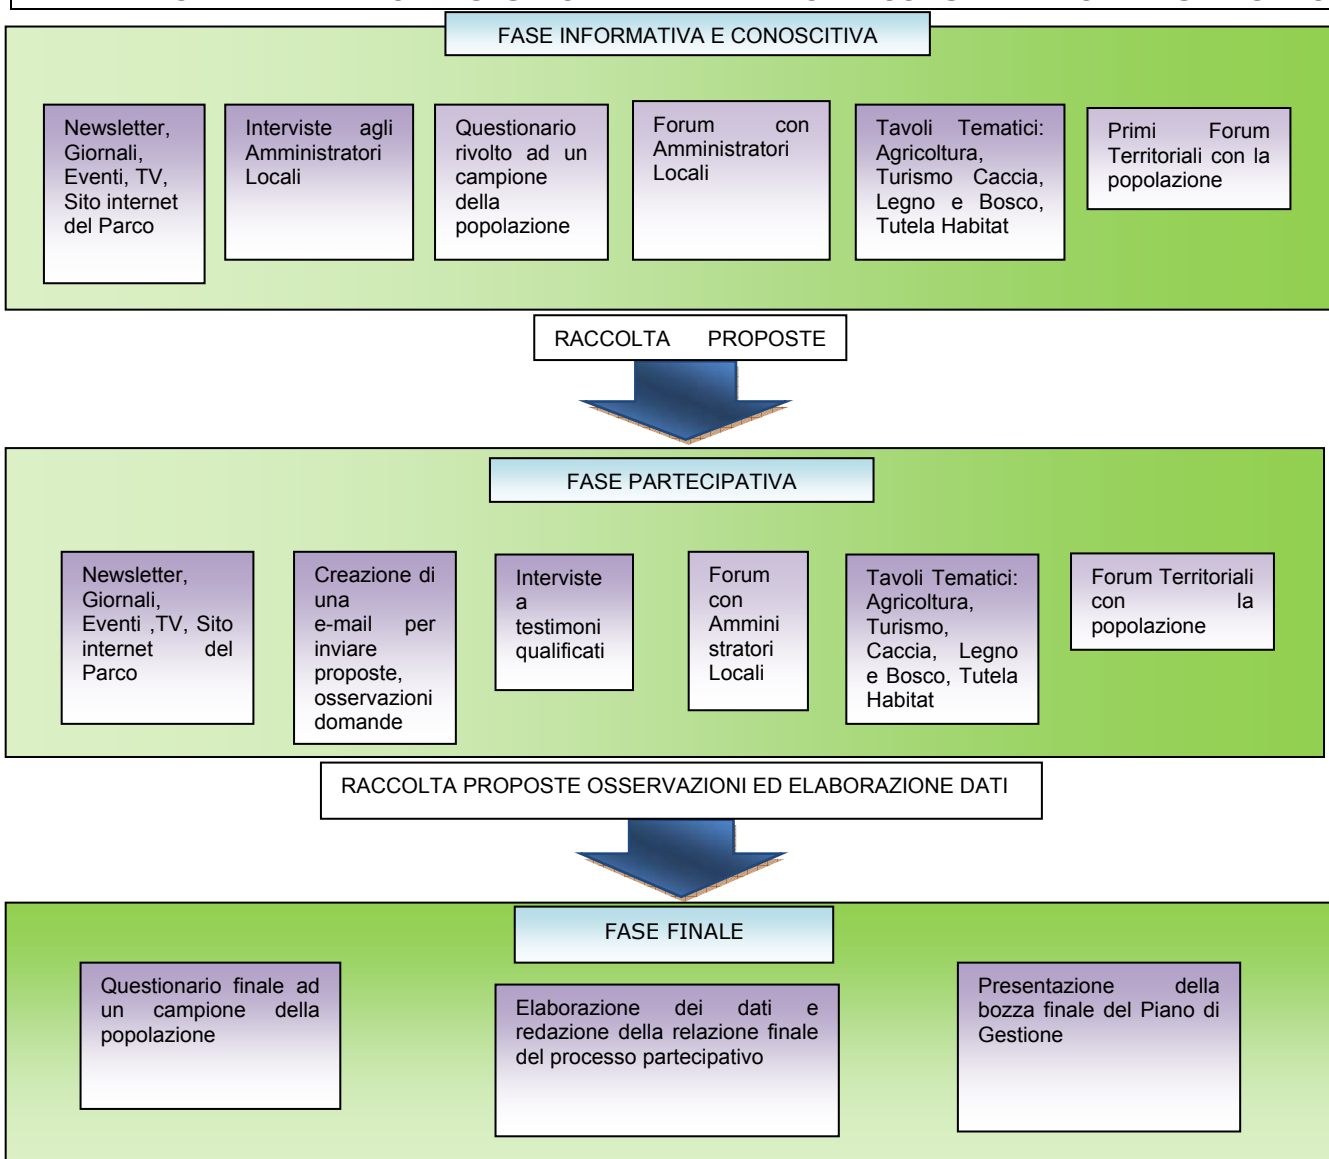 FASE INFORMATIVA E CONOSCITIVA
Newsletter,
Giornali,
Eventi, TV,
Sito internet
del Parco
Interviste agli
Amministratori
Locali
Questionario
rivolto ad un
campione
della
popolazione
Forum con
Amministratori
Locali
Tavoli Tematici:
Agricoltura,
Turismo Caccia,
Legno e Bosco,
Tutela Habitat
Primi Forum
Territoriali con la
popolazione
RACCOLTA PROPOSTE
FASE PARTECIPATIVA
Newsletter,
Giornali,
Eventi ,TV, Sito
internet del
Parco
Creazione di
una
e-mail per
inviare
proposte,
osservazioni
domande
Interviste
a
testimoni
qualificati
Forum
con
Ammini
stratori
Locali
Tavoli Tematici:
Agricoltura,
Turismo,
Caccia, Legno
e Bosco, Tutela
Habitat
Forum Territoriali
con la
popolazione
RACCOLTA PROPOSTE OSSERVAZIONI ED ELABORAZIONE DATI
FASE FINALE
Questionario finale ad
un campione della
popolazione
Elaborazione dei dati e
redazione della relazione finale
del processo partecipativo
Presentazione della
bozza finale del Piano di
Gestione